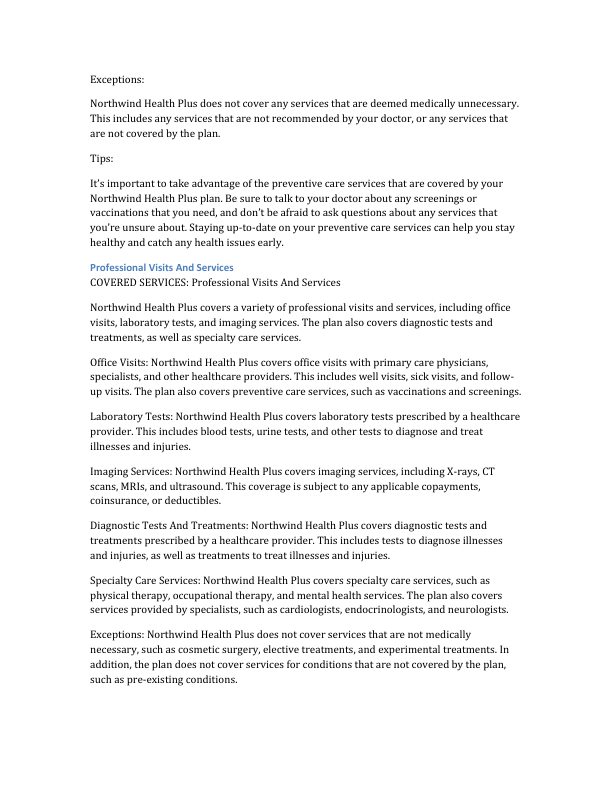 Exceptions:
Northwind Health Plus does not cover any services that are deemed medically unnecessary.
This includes any services that are not recommended by your doctor, or any services that
are not covered by the plan.
Tips:
It's important to take advantage of the preventive care services that are covered by your
Northwind Health Plus plan. Be sure to talk to your doctor about any screenings or
vaccinations that you need, and don't be afraid to ask questions about any services that
you're unsure about. Staying up-to-date on your preventive care services can help you stay
healthy and catch any health issues early.
Professional Visits And Services
COVERED SERVICES: Professional Visits And Services
Northwind Health Plus covers a variety of professional visits and services, including office
visits, laboratory tests, and imaging services. The plan also covers diagnostic tests and
treatments, as well as specialty care services.
Office Visits: Northwind Health Plus covers office visits with primary care physicians,
specialists, and other healthcare providers. This includes well visits, sick visits, and follow-
up visits. The plan also covers preventive care services, such as vaccinations and screenings.
Laboratory Tests: Northwind Health Plus covers laboratory tests prescribed by a healthcare
provider. This includes blood tests, urine tests, and other tests to diagnose and treat
illnesses and injuries.
Imaging Services: Northwind Health Plus covers imaging services, including X-rays, CT
scans, MRIs, and ultrasound. This coverage is subject to any applicable copayments,
coinsurance, or deductibles.
Diagnostic Tests And Treatments: Northwind Health Plus covers diagnostic tests and
treatments prescribed by a healthcare provider. This includes tests to diagnose illnesses
and injuries, as well as treatments to treat illnesses and injuries.
Specialty Care Services: Northwind Health Plus covers specialty care services, such as
physical therapy, occupational therapy, and mental health services. The plan also covers
services provided by specialists, such as cardiologists, endocrinologists, and neurologists.
Exceptions: Northwind Health Plus does not cover services that are not medically
necessary, such as cosmetic surgery, elective treatments, and experimental treatments. In
addition, the plan does not cover services for conditions that are not covered by the plan,
such as pre-existing conditions.